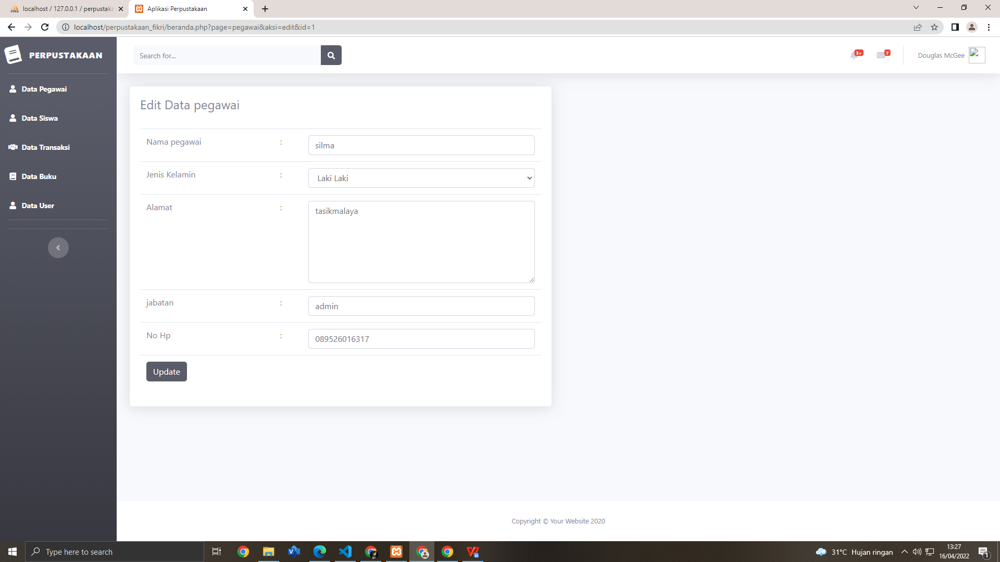 localhost / 127.0.0.1 / perpustaka
Aplikasi Perpustakaan
localhost/perpustakaan_fikri/beranda.php?page=pegawai&aksi=edit&id=1
PERPUSTAKAAN
Search for...
3+
7
Douglas McGee
Data Pegawai
Data Siswa
Data Transaksi
Data Buku
Data User
Edit Data pegawai
Nama pegawai : silma
Jenis Kelamin : Laki Laki
Alamat : tasikmalaya
jabatan : admin
No Hp : 089526016317
Update
Copyright © Your Website 2020
Type here to search
31°C Hujan ringan
13:27
16/04/2022
1